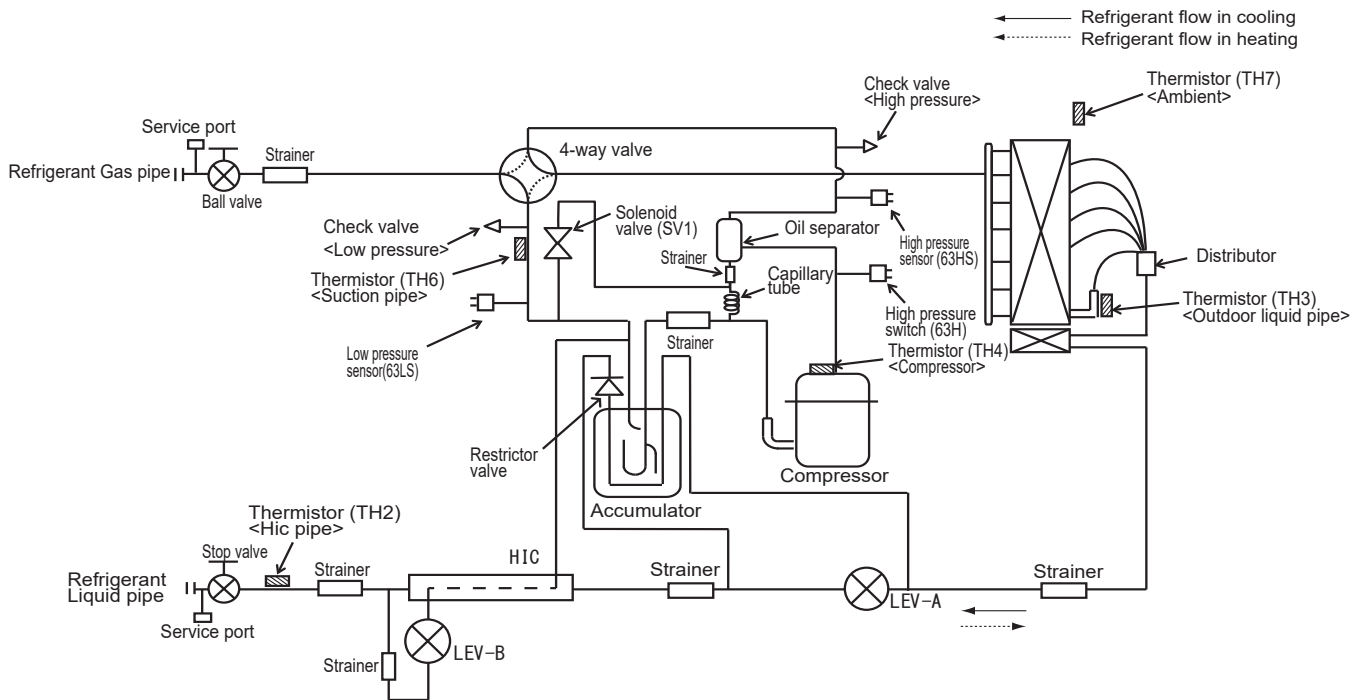 Refrigerant flow in cooling
Refrigerant flow in heating
Check valve
<High pressure>
Thermistor (TH7)
<Ambient>
Service port
Strainer
4-way valve
Refrigerant Gas pipe
Ball valve
Check valve
<Low pressure>
Solenoid
valve (SV1)
Oil separator
High pressure
sensor (63HS)
Strainer
Distributor
Thermistor (TH6)
<Suction pipe>
Capillary
tube
Thermistor (TH3)
<Outdoor liquid pipe>
High pressure
switch (63H)
Low pressure
sensor(63LS)
Strainer
Thermistor (TH4)
<Compressor>
Restrictor
valve
Compressor
Accumulator
Thermistor (TH2)
<Hic pipe>
Stop valve
HIC
Strainer
Strainer
Strainer
Refrigerant
Liquid pipe
LEV-A
Service port
LEV-B
Strainer